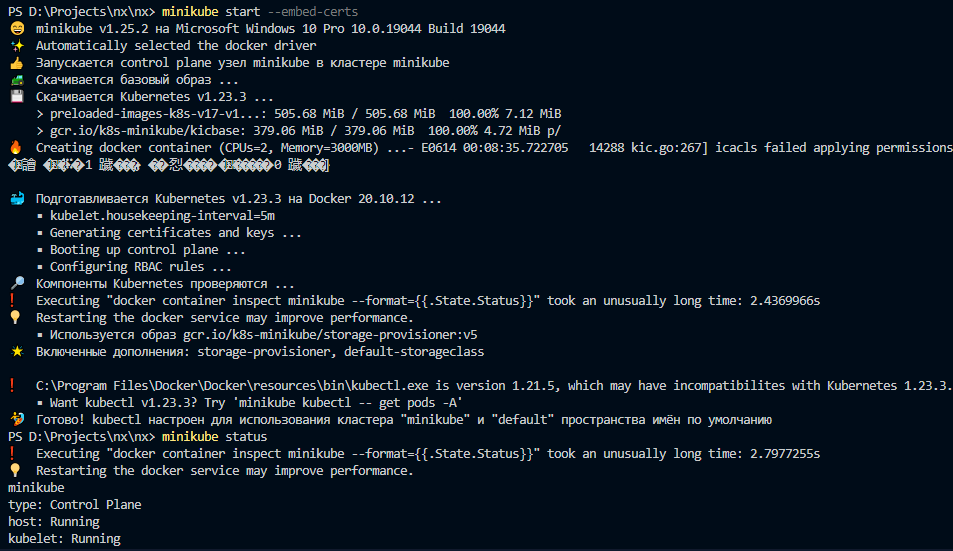 PS D:\Projects\nx\nx> minikube start --embed-certs
minikube v1.25.2 на Microsoft Windows 10 Pro 10.0.19044 Build 19044
Automatically selected the docker driver
Запускается control plane узел minikube в кластере minikube
Скачивается базовый образ ...
Скачивается Kubernetes v1.23.3 ...
> preloaded-images-k8s-v17-v1...: 505.68 MiB / 505.68 MiB  100.00% 7.12 MiB
> gcr.io/k8s-minikube/kicbase: 379.06 MiB / 379.06 MiB  100.00% 4.72 MiB p/
Creating docker container (CPUs=2, Memory=3000MB) ...- E0614 00:08:35.722705   14288 kic.go:267] icacls failed applying permissions
Подготавливается Kubernetes v1.23.3 на Docker 20.10.12 ...
▪ kubelet.housekeeping-interval=5m
▪ Generating certificates and keys ...
▪ Booting up control plane ...
▪ Configuring RBAC rules ...
Компоненты Kubernetes проверяются ...
Executing "docker container inspect minikube --format={{.State.Status}}" took an unusually long time: 2.4369966s
Restarting the docker service may improve performance.
▪ Используется образ gcr.io/k8s-minikube/storage-provisioner:v5
Включенные дополнения: storage-provisioner, default-storageclass
C:\Program Files\Docker\Docker\resources\bin\kubectl.exe is version 1.21.5, which may have incompatibilites with Kubernetes 1.23.3.
▪ Want kubectl v1.23.3? Try 'minikube kubectl -- get pods -A'
Готово! kubectl настроен для использования кластера "minikube" и "default" пространства имён по умолчанию
PS D:\Projects\nx\nx> minikube status
Executing "docker container inspect minikube --format={{.State.Status}}" took an unusually long time: 2.7977255s
Restarting the docker service may improve performance.
minikube
type: Control Plane
host: Running
kubelet: Running